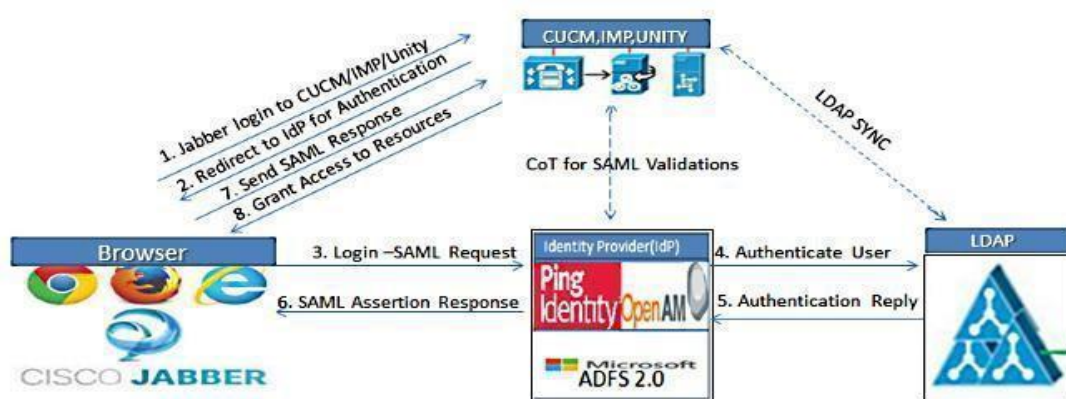 CUCM,IMP,UNITY
1. Jabber login to CUCM/IMP/Unity
2. Redirect to IdP for Authentication
7. Send SAML Response
8. Grant Access to Resources
LDAP SYNC
CoT for SAML Validations
Browser
3. Login –SAML Request
Identity Provider(IdP)
4. Authenticate User
LDAP
Ping
Identity
OpenAM
6. SAML Assertion Response
5. Authentication Reply
CISCO JABBER
Microsoft
ADFS 2.0